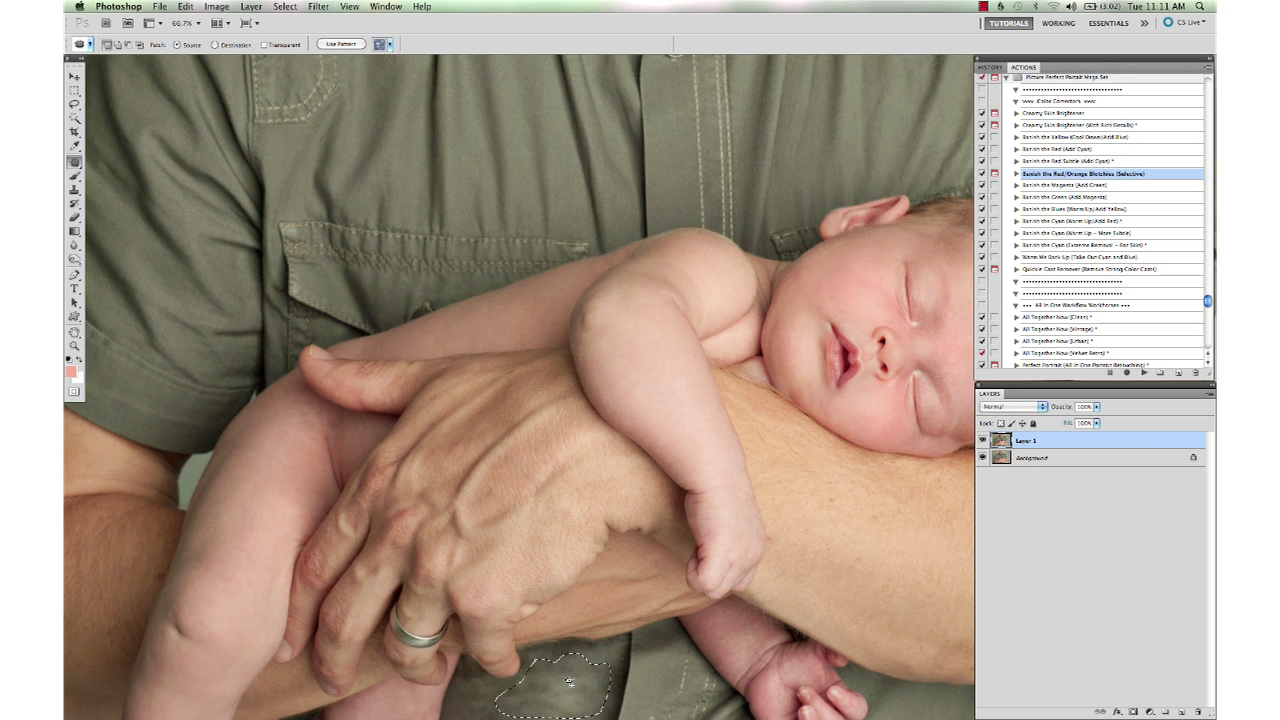 Photoshop File Edit Image Layer Select Filter View Window Help
(3:02) Tue 11:11 AM
Ps 66.7% TUTORIALS WORKING ESSENTIALS CS Live
Patch: Source Destination Transparent Use Pattern
HISTORY ACTIONS
Picture Perfect Portrait Mega Set
•••••••••••••••••••••••••••••••••
vvvv Color Correctors vvvv
Creamy Skin Brightener
Creamy Skin Brightener (With Rich Details) *
Banish the Yellow (Cool Down/Add Blue)
Banish the Red (Add Cyan)
Banish the Red Subtle (Add Cyan) *
Banish the Red/Orange Blotchies (Selective)
Banish the Magenta (Add Green)
Banish the Green (Add Magenta)
Banish the Blues (Warm Up/Add Yellow)
Banish the Cyan (Warm Up/Add Red) *
Banish the Cyan (Warm Up - More Subtle)
Banish the Cyan (Extreme Removal - For Skin) *
Warm Me Back Up (Take Out Cyan and Blue)
Quickie Cast Remover (Remove Strong Color Casts)
•••••••••••••••••••••••••••••••••
•••••••••••••••••••••••••••••••••
••• All In One Workflow Workhorses •••
All Together Now (Clean) *
All Together Now (Vintage) *
All Together Now (Urban) *
All Together Now (Velvet Retro) *
Perfect Portrait (All in One Portrait Retouching) *
LAYERS
Normal Opacity: 100%
Lock: Fill: 100%
Layer 1
Background